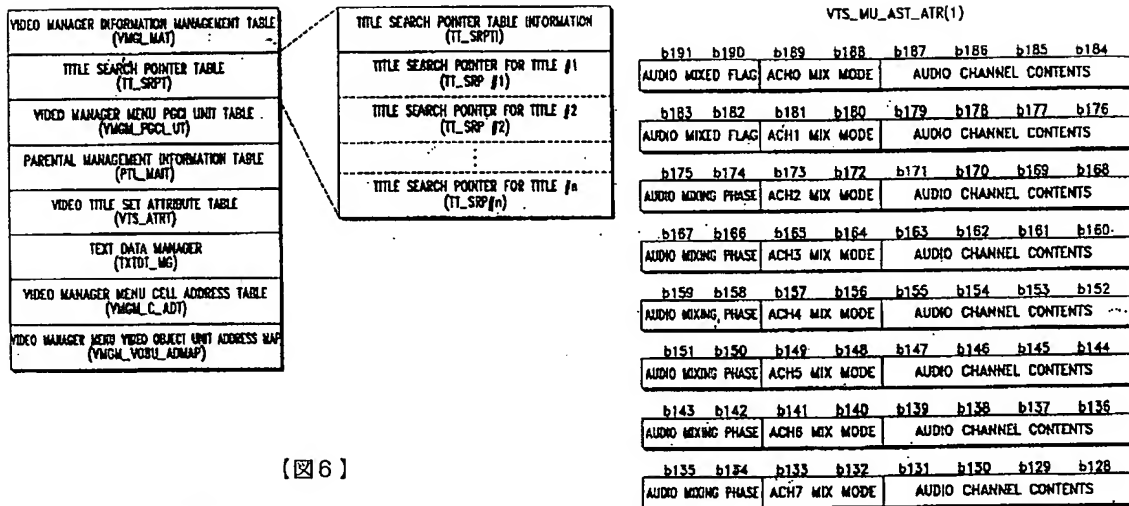 VIDEO MANAGER INFORMATION MANAGEMENT TABLE
(VMGI_MAT)
TITLE SEARCH POINTER TABLE
(TT_SRPT)
VIDEO MANAGER MENU PGCI UNIT TABLE
(VMGM_PGCI_UT)
PARENTAL MANAGEMENT INFORMATION TABLE
(PTL_MAIT)
VIDEO TITLE SET ATTRIBUTE TABLE
(VTS_ATRT)
TEXT DATA MANAGER
(TXTDT_MG)
VIDEO MANAGER MENU CELL ADDRESS TABLE
(VMGM_C_ADT)
VIDEO MANAGER MENU VIDEO OBJECT UNIT ADDRESS MAP
(VMGM_VOBU_ADMAP)
TITLE SEARCH POINTER TABLE INFORMATION
(TT_SRPTI)
TITLE SEARCH POINTER FOR TITLE #1
(TT_SRP #1)
TITLE SEARCH POINTER FOR TITLE #2
(TT_SRP #2)
TITLE SEARCH POINTER FOR TITLE #n
(TT_SRP#n)
【図6】
VTS_MU_AST_ATR(1)
b191 b190 b189 b188 b187 b186 b185 b184
AUDIO MIXED FLAG ACH0 MIX MODE AUDIO CHANNEL CONTENTS
b183 b182 b181 b180 b179 b178 b177 b176
AUDIO MIXED FLAG ACH1 MIX MODE AUDIO CHANNEL CONTENTS
b175 b174 b173 b172 b171 b170 b169 b168
AUDIO MIXING PHASE ACH2 MIX MODE AUDIO CHANNEL CONTENTS
b167 b166 b165 b164 b163 b162 b161 b160
AUDIO MIXING PHASE ACH3 MIX MODE AUDIO CHANNEL CONTENTS
b159 b158 b157 b156 b155 b154 b153 b152
AUDIO MIXING PHASE ACH4 MIX MODE AUDIO CHANNEL CONTENTS
b151 b150 b149 b148 b147 b146 b145 b144
AUDIO MIXING PHASE ACH5 MIX MODE AUDIO CHANNEL CONTENTS
b143 b142 b141 b140 b139 b138 b137 b136
AUDIO MIXING PHASE ACH6 MIX MODE AUDIO CHANNEL CONTENTS
b135 b134 b133 b132 b131 b130 b129 b128
AUDIO MIXING PHASE ACH7 MIX MODE AUDIO CHANNEL CONTENTS